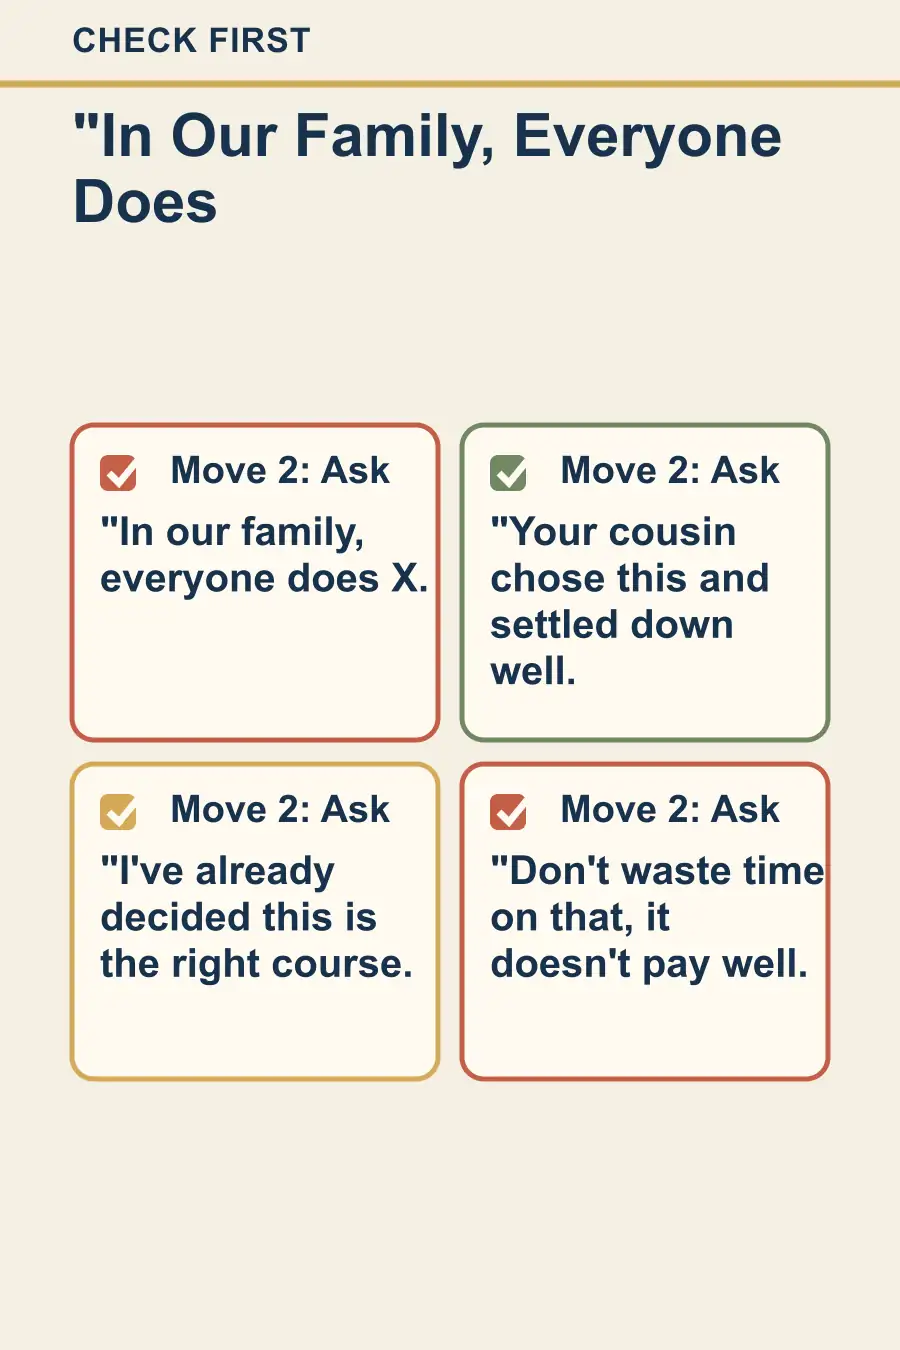 CHECK FIRST
"In Our Family, Everyone
Does
Move 2: Ask
"In our family,
everyone does X.
Move 2: Ask
"Your cousin
chose this and
settled down
well.
Move 2: Ask
"I've already
decided this is
the right course.
Move 2: Ask
"Don't waste time
on that, it
doesn't pay well.